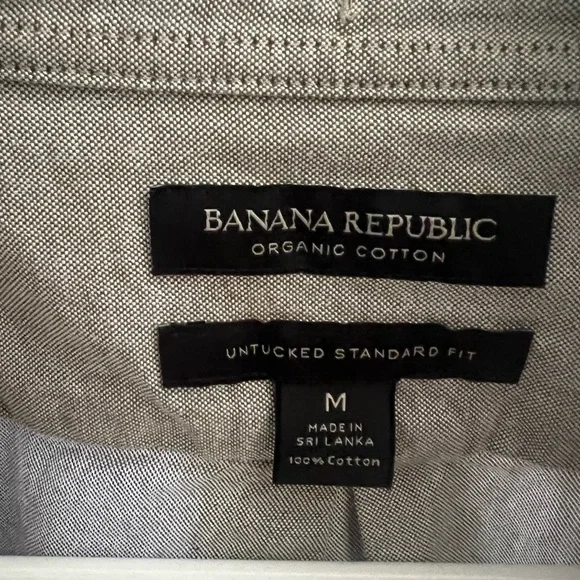 BANANA REPUBLIC
ORGANIC COTTON
UNTUCKED STANDARD FIT
M
MADE IN
SRI LANKA
100% Cotton